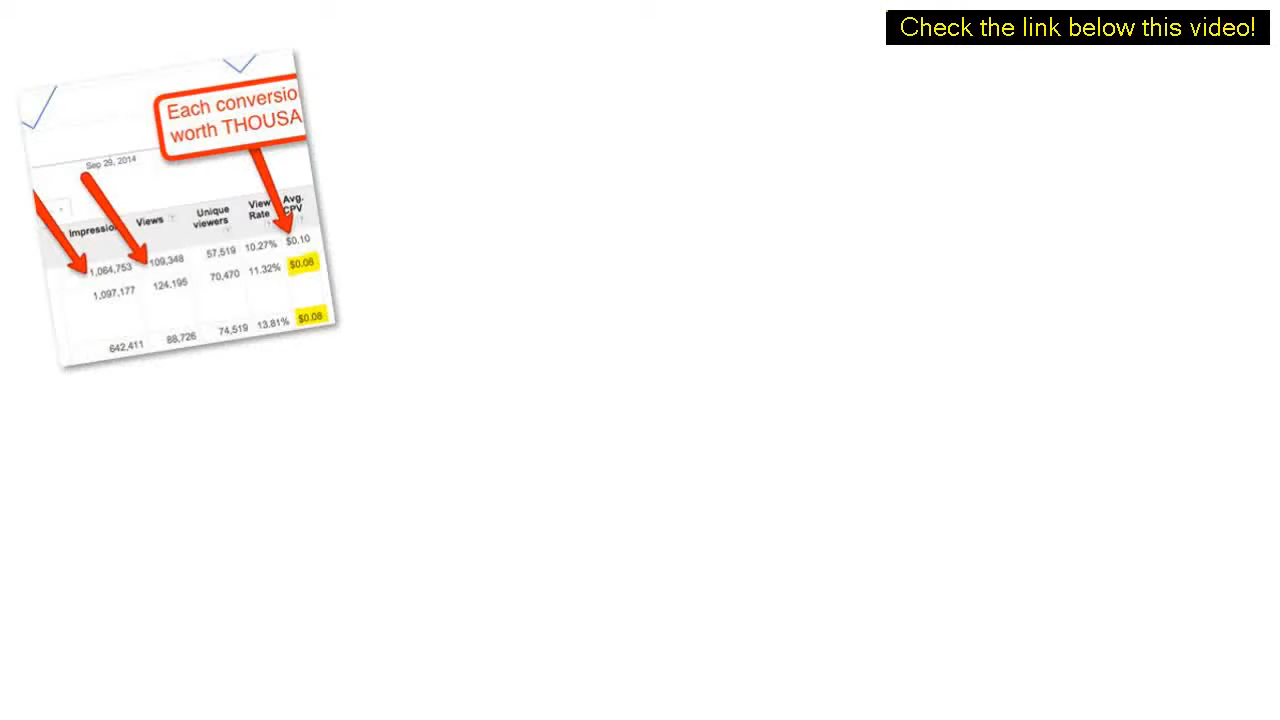 Check the link below this video!
Each conversio
worth THOUSA
Sep 29, 2014
Impression Views Unique viewers View Rate Avg. CPV
1,064,753 109,348 57,519 10.27% $0.10
1,097,177 124,195 70,470 11.32% $0.08
642,411 88,726 74,519 13.81% $0.08